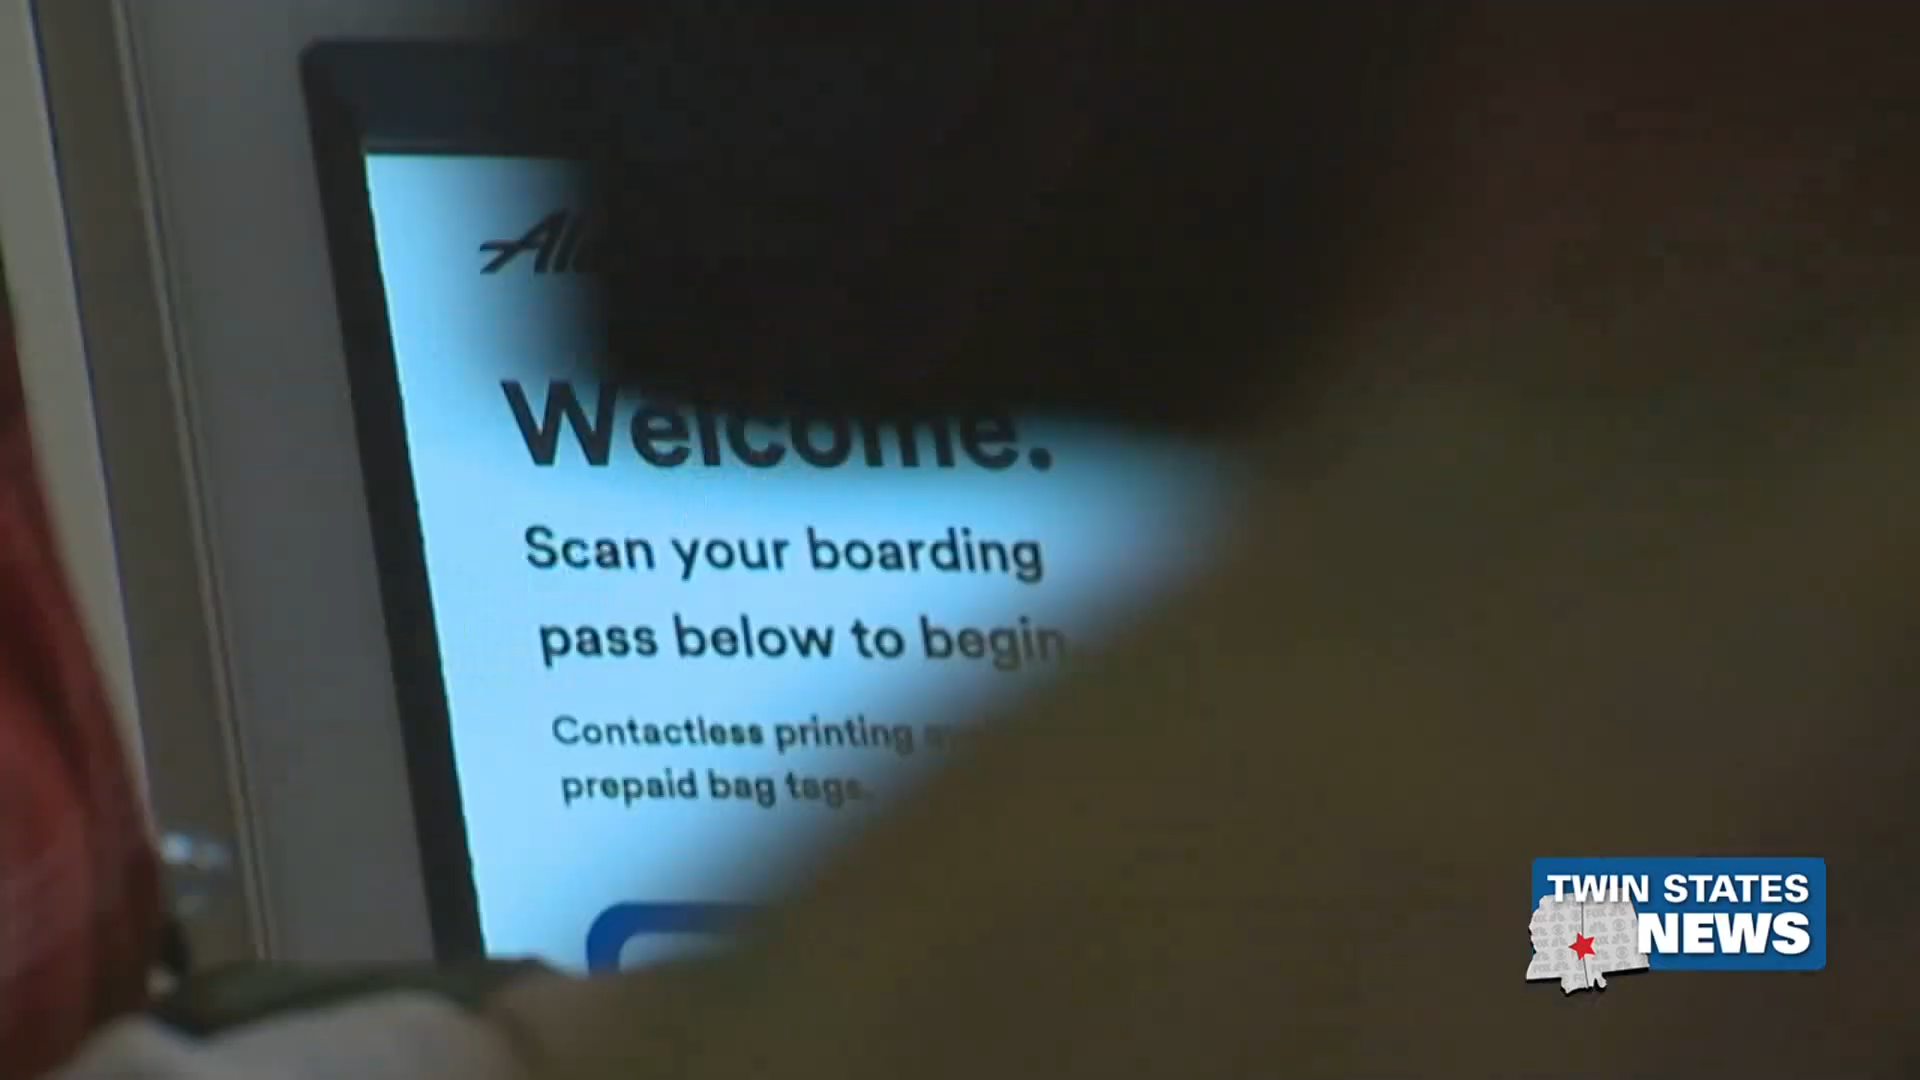 Welcome.
Scan your boarding
pass below to begin
Contactless printing
prepaid bag tags.
TWIN STATES
NEWS